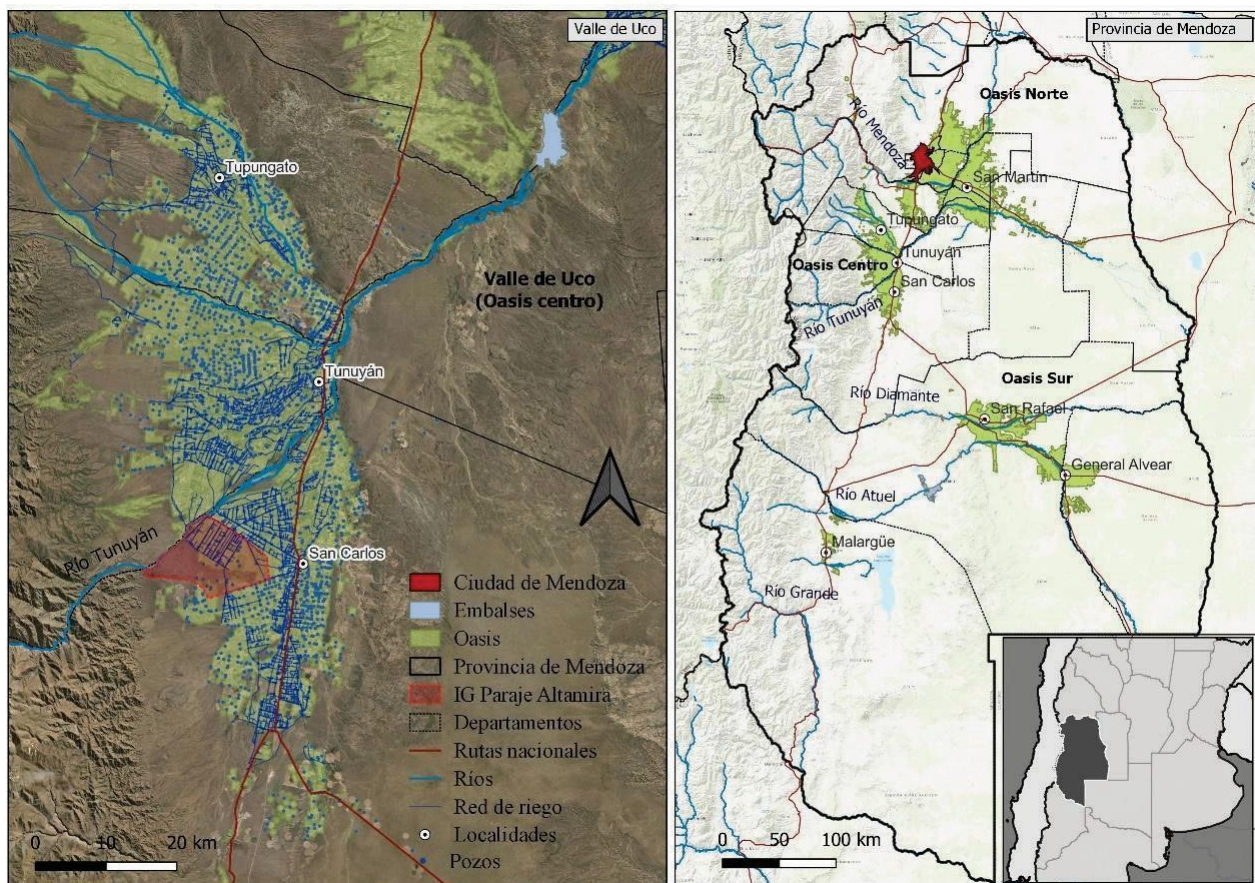 Valle de Uco
Tupungato
Valle de Uco
(Oasis centro)
Tunuyán
Río Tunuyán
San Carlos
Ciudad de Mendoza
Embalses
Oasis
Provincia de Mendoza
IG Paraje Altamira
Departamentos
Rutas nacionales
Ríos
Red de riego
Localidades
Pozos
0 10 20 km
Provincia de Mendoza
Oasis Norte
Río Mendoza
San Martín
Tupungato
Tunuyán
Oasis Centro
San Carlos
Río Tunuyán
Oasis Sur
Río Diamante
San Rafael
General Alvear
Río Atuel
Malargüe
Río Grande
0 50 100 km